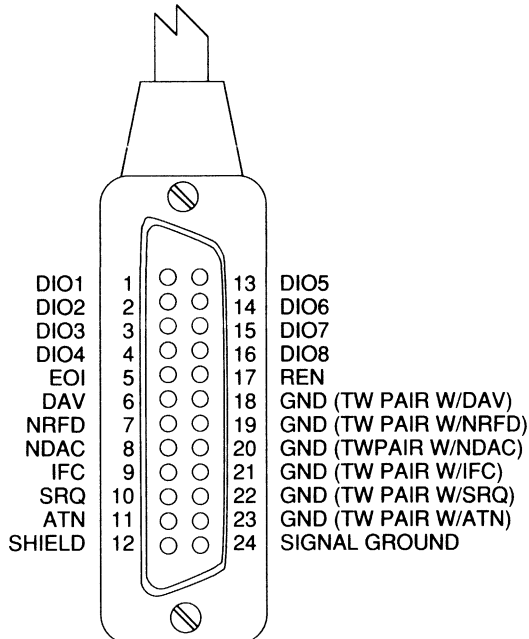 DIO1 1 13 DIO5
DIO2 2 14 DIO6
DIO3 3 15 DIO7
DIO4 4 16 DIO8
EOI 5 17 REN
DAV 6 18 GND (TW PAIR W/DAV)
NRFD 7 19 GND (TW PAIR W/NRFD)
NDAC 8 20 GND (TWPAIR W/NDAC)
IFC 9 21 GND (TW PAIR W/IFC)
SRQ 10 22 GND (TW PAIR W/SRQ)
ATN 11 23 GND (TW PAIR W/ATN)
SHIELD 12 24 SIGNAL GROUND